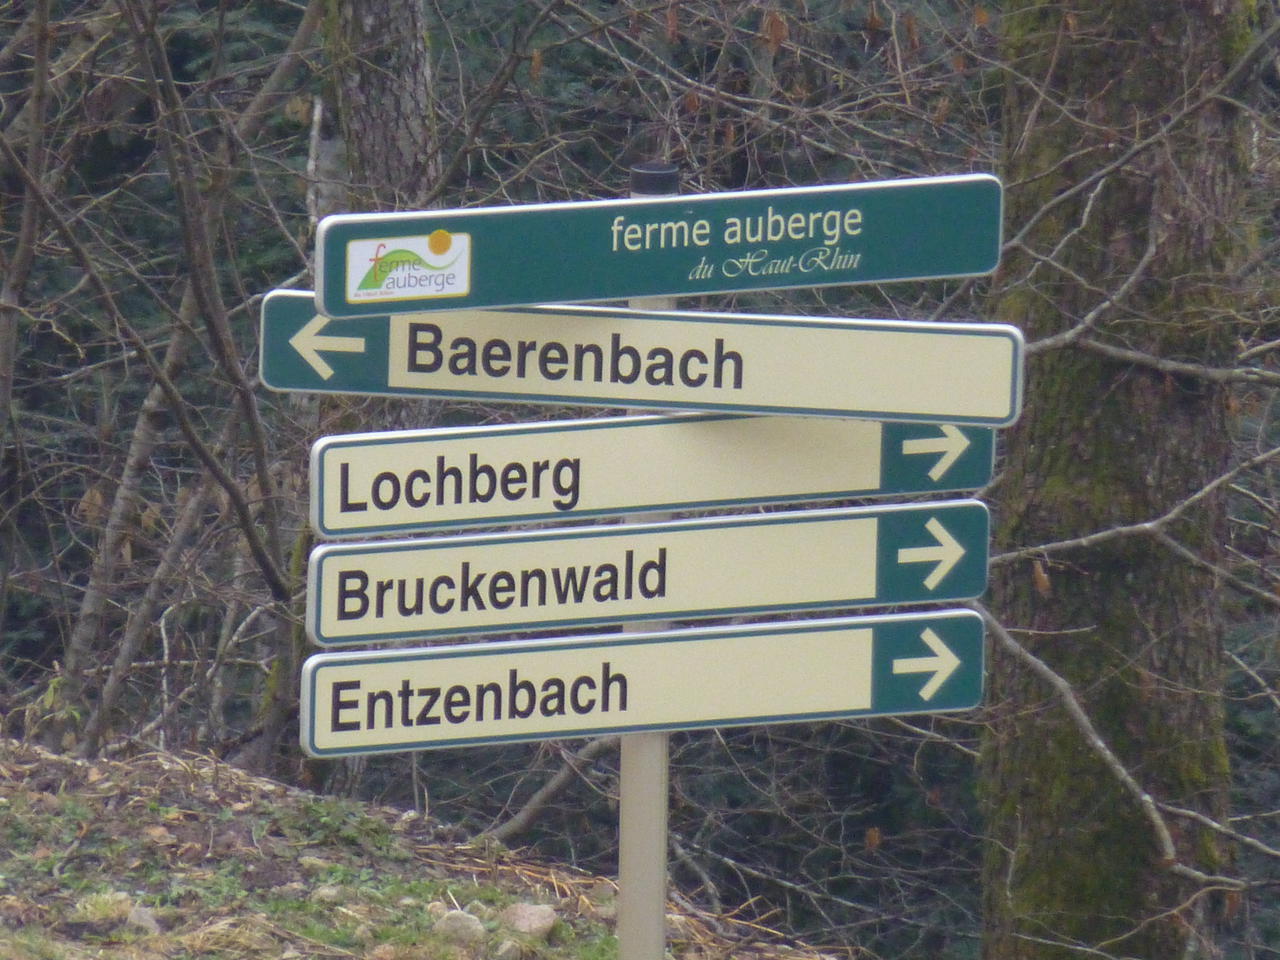 ferme auberge
du Haut-Rhin
ferme
auberge
Baerenbach
Lochberg
Bruckenwald
Entzenbach